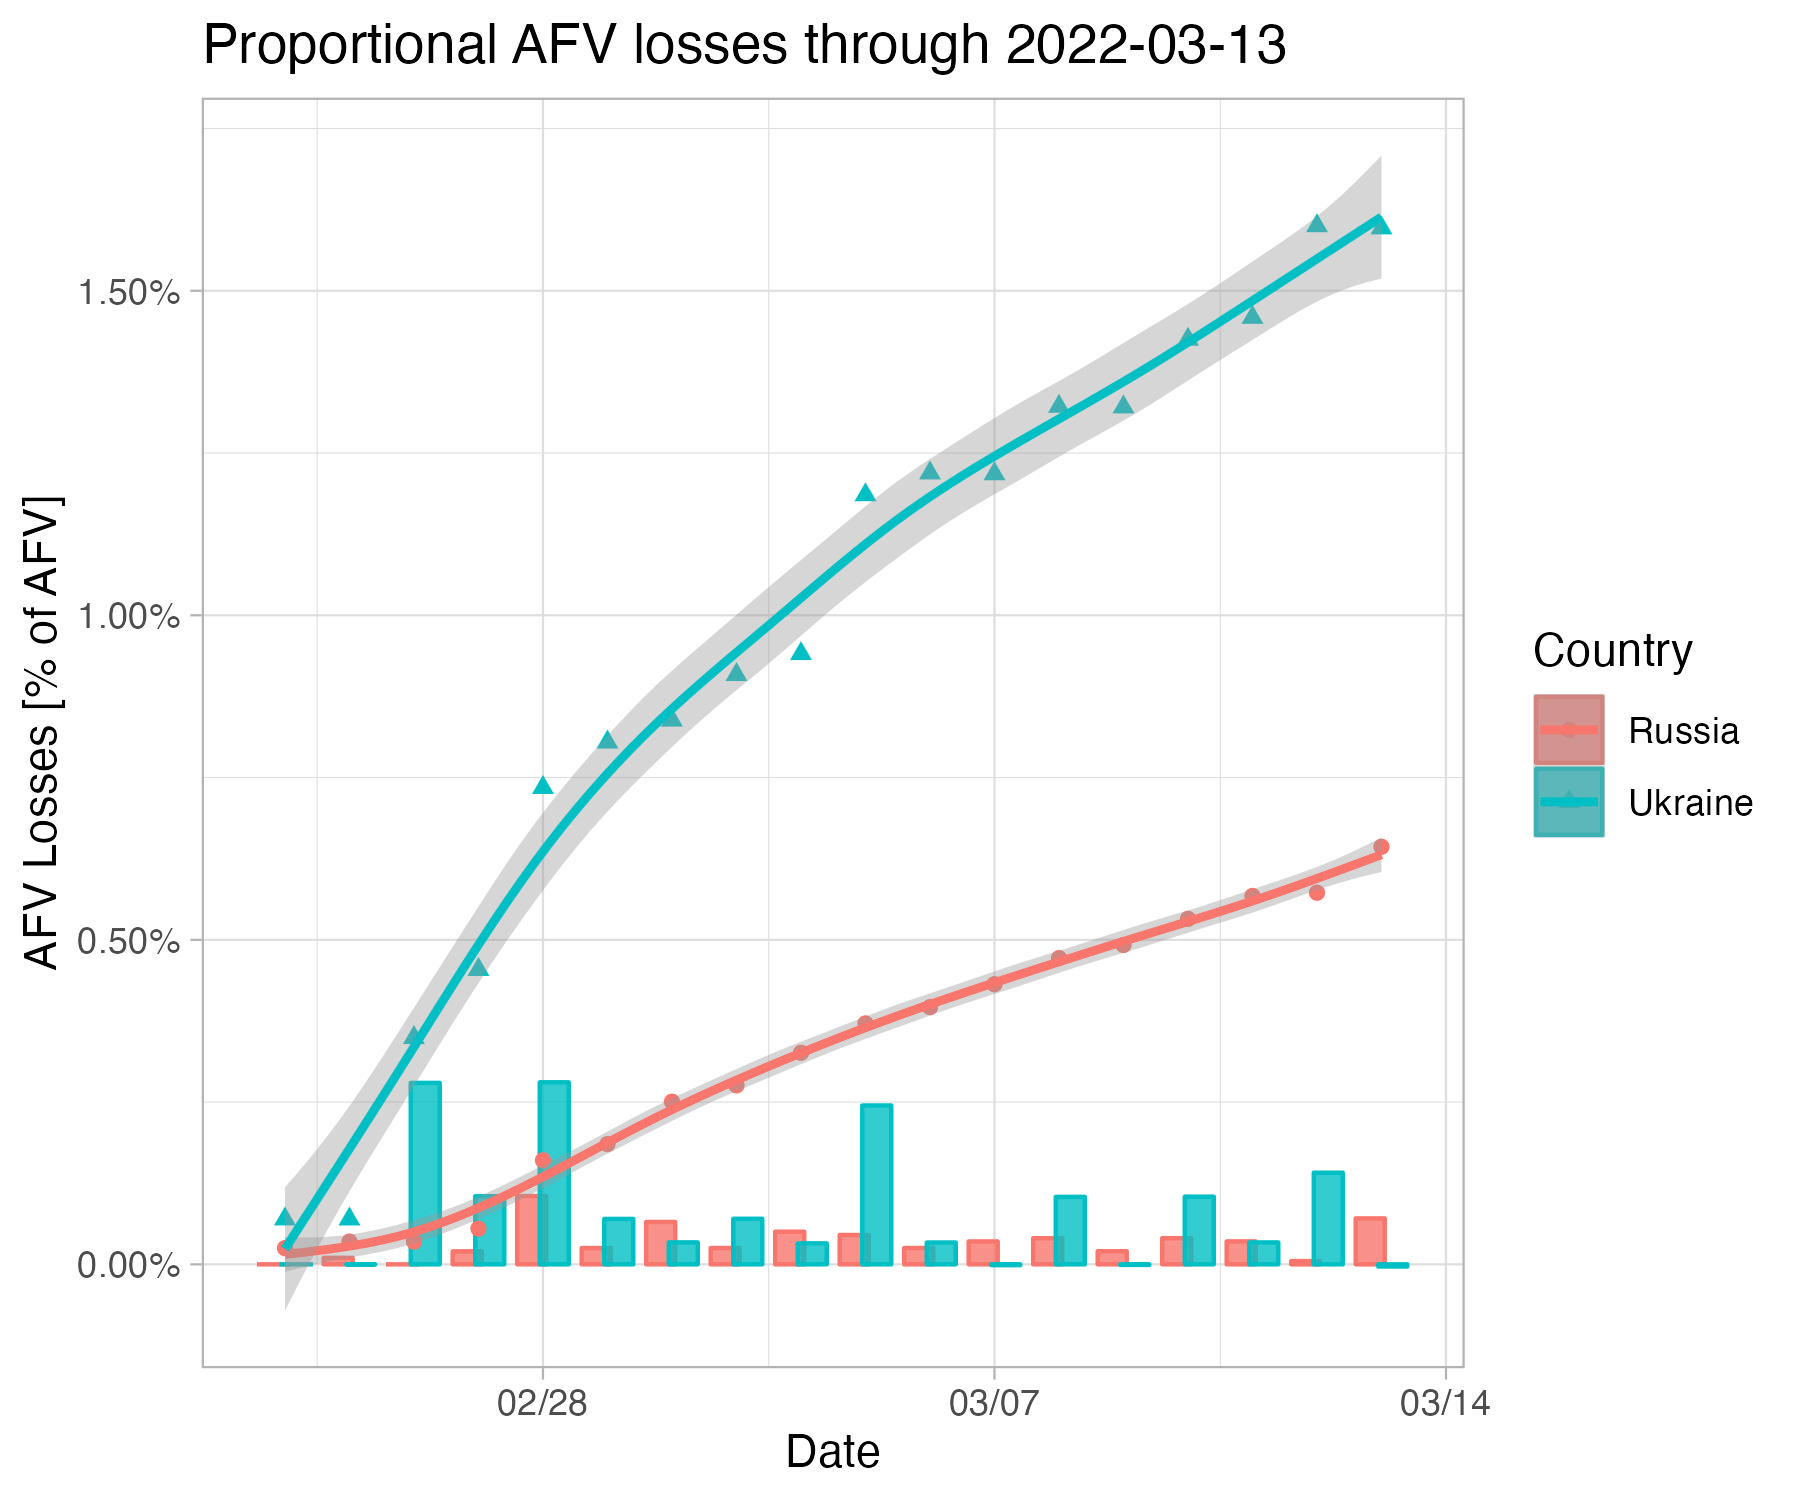 Proportional AFV losses through 2022-03-13
AFV Losses [% of AFV]
1.50%
1.00%
0.50%
0.00%
02/28
03/07
03/14
Date
Country
Russia
Ukraine